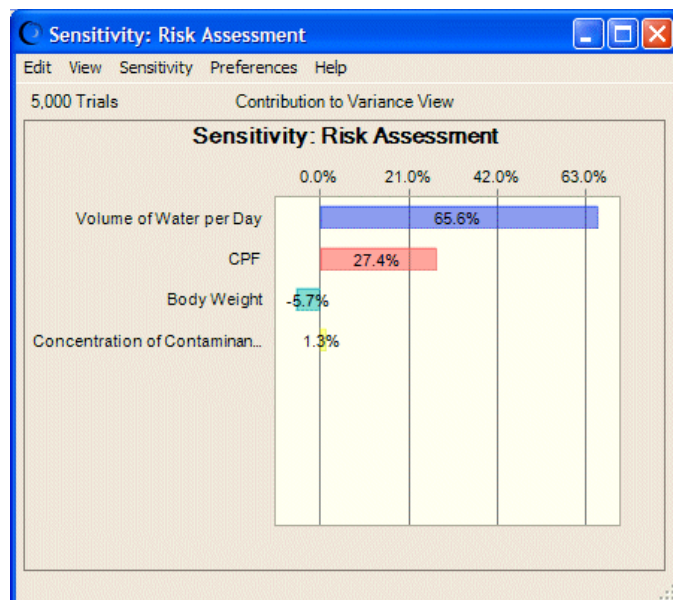 Sensitivity: Risk Assessment
Edit View Sensitivity Preferences Help
5,000 Trials Contribution to Variance View
Sensitivity: Risk Assessment
0.0% 21.0% 42.0% 63.0%
Volume of Water per Day 65.6%
CPF 27.4%
Body Weight -5.7%
Concentration of Contaminan... 1.3%